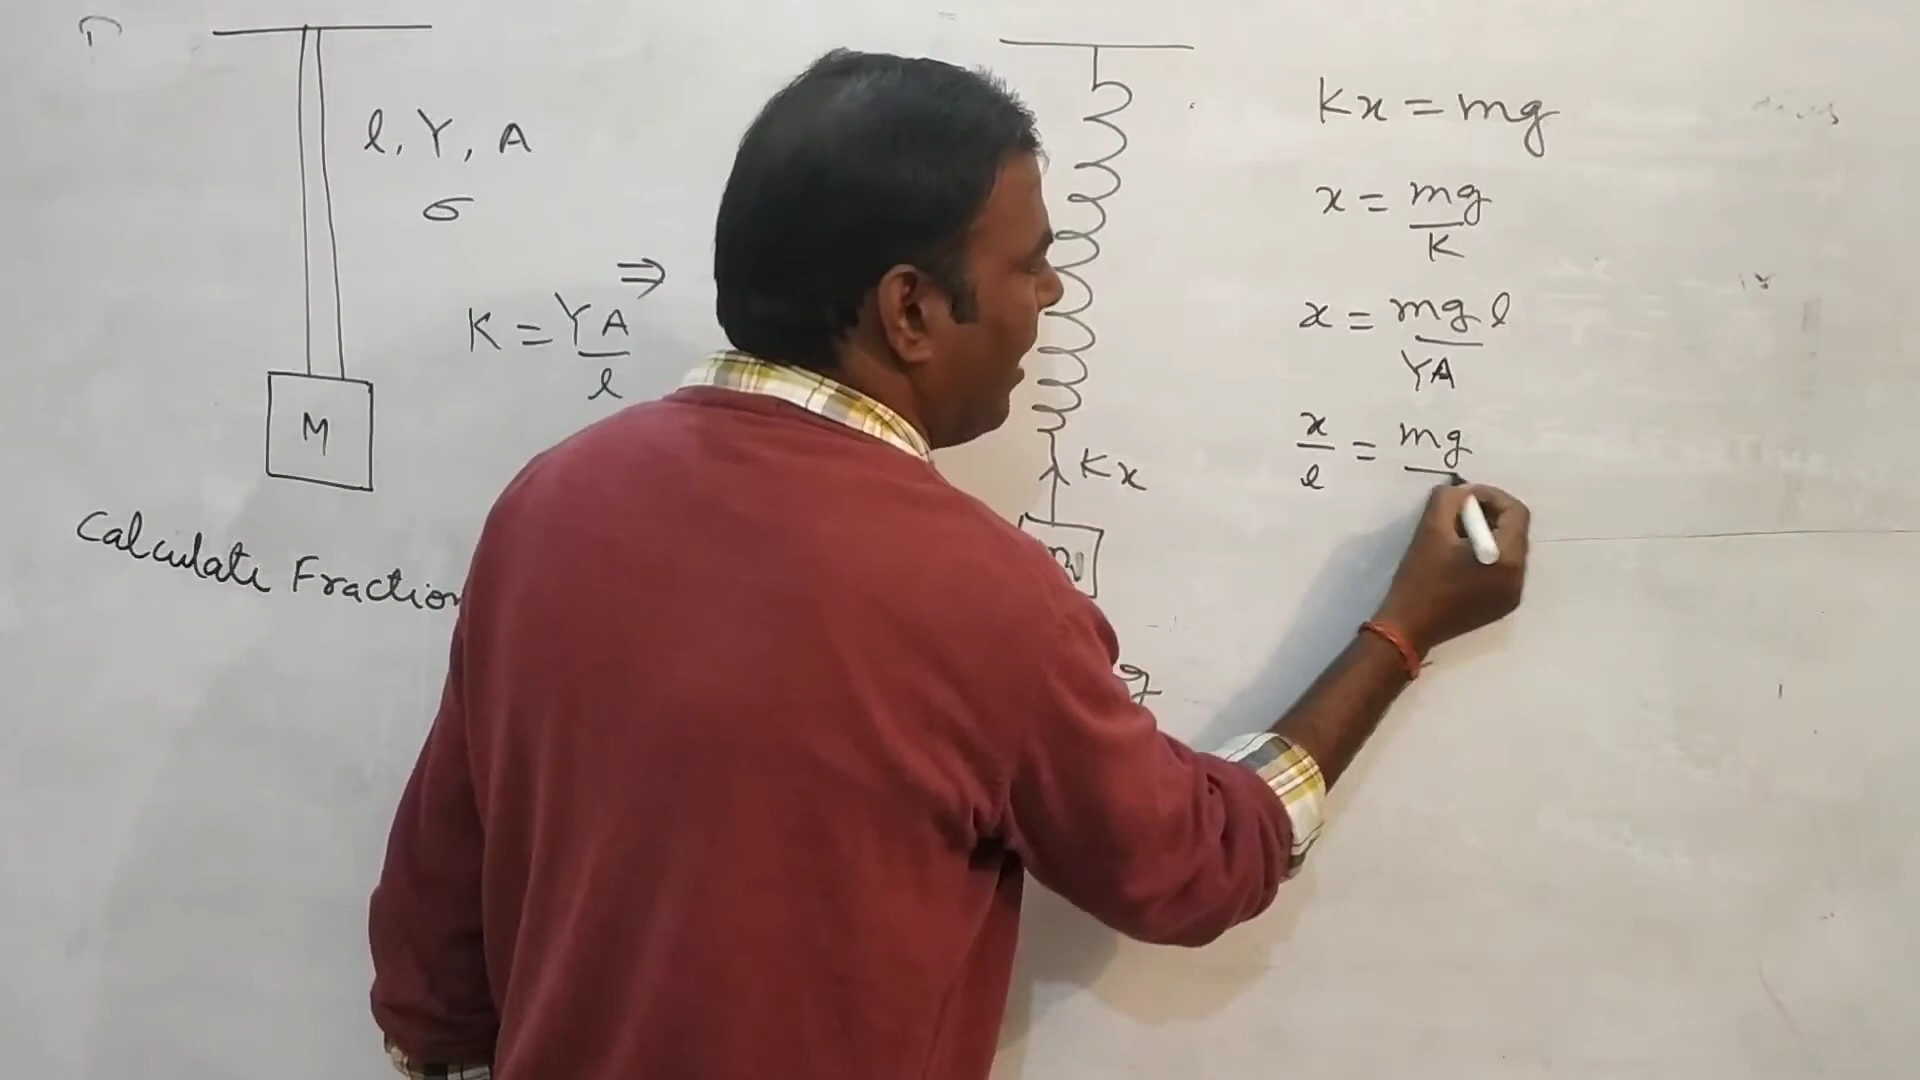 l, Y, A
σ
K = YA/l
⇒
M
Calculate Fraction
Kx
m
g
Kx = mg
x = mg/K
x = mgl/YA
x/l = mg